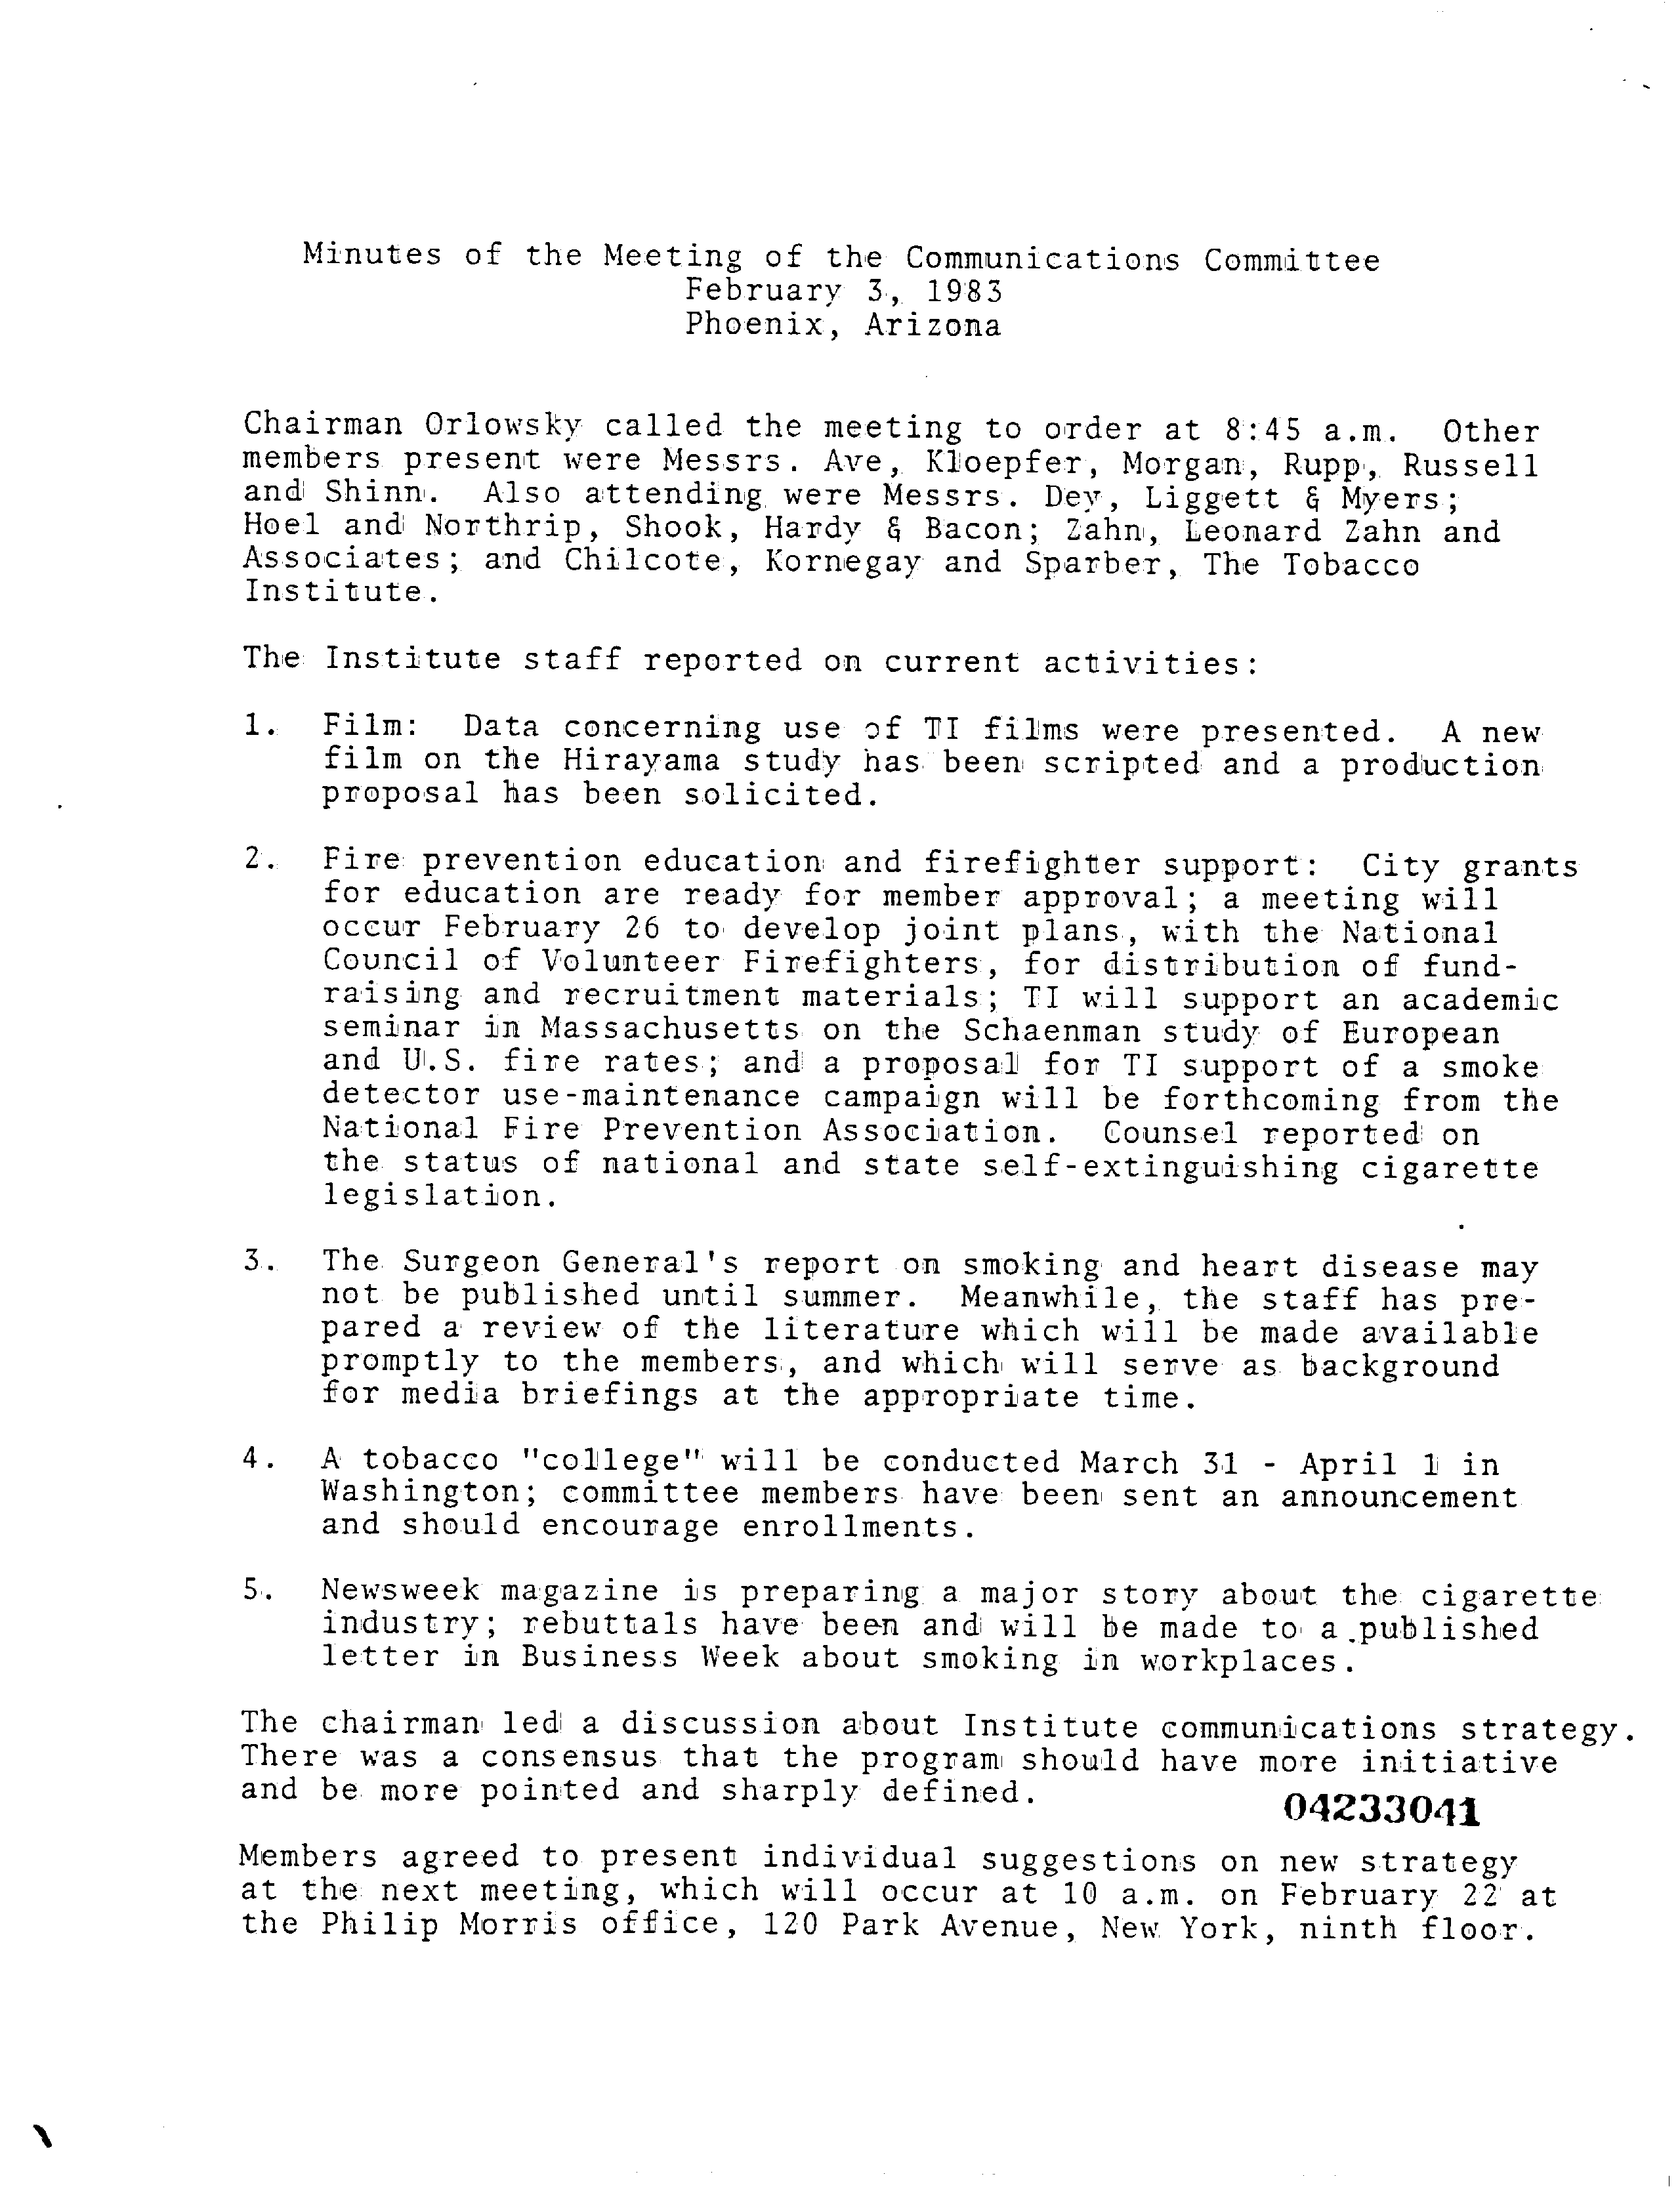 Minutes of the Meeting of the Communications Committee
February 3, 1983
Phoenix, Arizona
Chairman Orlowsky called the meeting to order at 8:45 a.m. Other
members present were Messrs. Ave, Kloepfer, Morgan, Rupp, Russell
and Shinn. Also attending were Messrs. Dey, Liggett & Myers;
Hoel and Northrip, Shook, Hardy & Bacon; Zahn, Leonard Zahn and
Associates; and Chilcote, Kornegay and Sparber, The Tobacco
Institute.
The Institute staff reported on current activities:
1. Film: Data concerning use of TI films were presented. A new
film on the Hirayama study has been scripted and a production
proposal has been solicited.
2. Fire prevention education and firefighter support: City grants
for education are ready for member approval; a meeting will
occur February 26 to develop joint plans, with the National
Council of Volunteer Firefighters, for distribution of fund-
raising and recruitment materials; TI will support an academic
seminar in Massachusetts on the Schaenman study of European
and U.S. fire rates; and a proposal for TI support of a smoke
detector use-maintenance campaign will be forthcoming from the
National Fire Prevention Association. Counsel reported on
the status of national and state self-extinguishing cigarette
legislation.
3. The Surgeon General's report on smoking and heart disease may
not be published until summer. Meanwhile, the staff has pre-
pared a review of the literature which will be made available
promptly to the members, and which will serve as background
for media briefings at the appropriate time.
4. A tobacco "college" will be conducted March 31 - April 1 in
Washington; committee members have been sent an announcement
and should encourage enrollments.
5. Newsweek magazine is preparing a major story about the cigarette
industry; rebuttals have been and will be made to a published
letter in Business Week about smoking in workplaces.
The chairman led a discussion about Institute communications strategy.
There was a consensus that the program should have more initiative
and be more pointed and sharply defined.
04233041
Members agreed to present individual suggestions on new strategy
at the next meeting, which will occur at 10 a.m. on February 22 at
the Philip Morris office, 120 Park Avenue, New York, ninth floor.